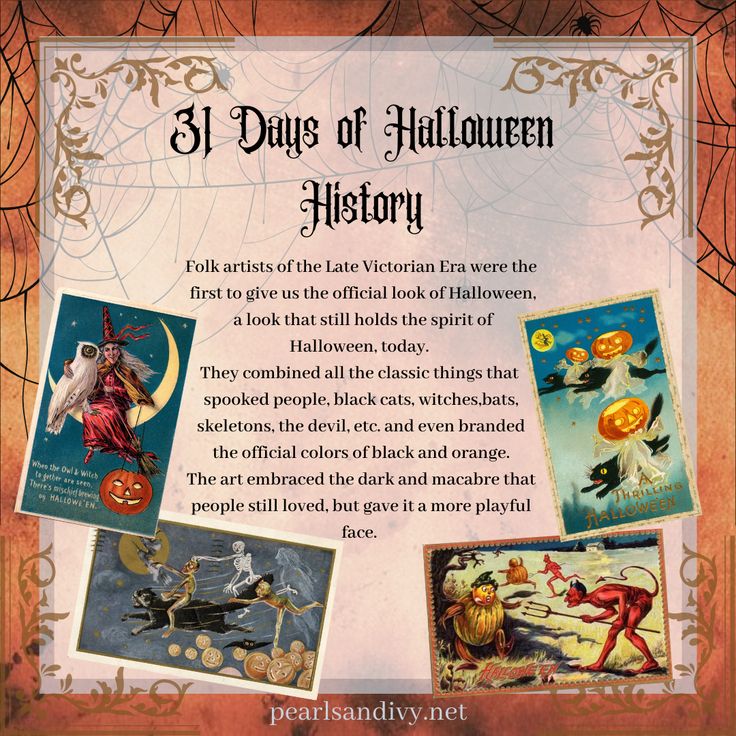 31 Days of Halloween
History
Folk artists of the Late Victorian Era were the
first to give us the official look of Halloween,
a look that still holds the spirit of
Halloween, today.
They combined all the classic things that
spooked people, black cats, witches,bats,
skeletons, the devil, etc. and even branded
the official colors of black and orange.
The art embraced the dark and macabre that
people still loved, but gave it a more playful
face.
When the Owl & Witch
together are seen,
There's mischief brewing
on HALLOWE'EN.
A
THRILLING
HALLOWEEN
HALLOWE'EN
pearlsandivy.net